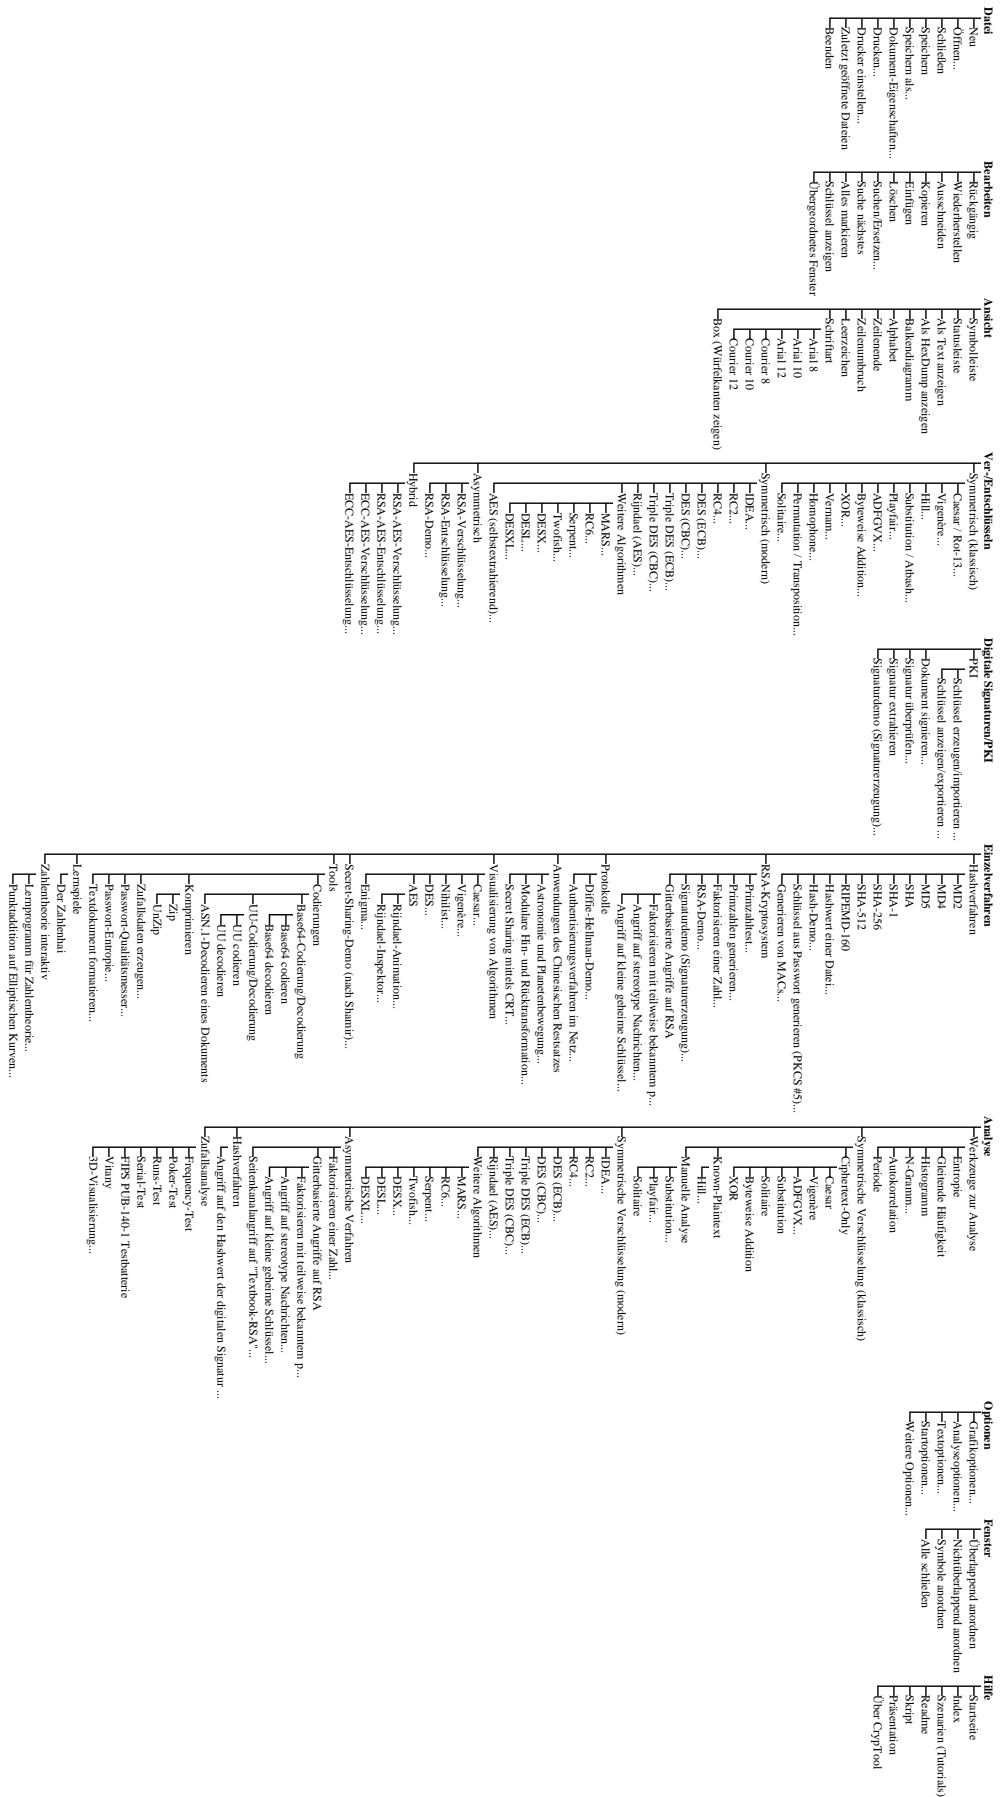 Datei
Neu
Öffnen...
Schließen
Speichern
Speichern als...
Dokument-Eigenschaften...
Drucken...
Drucker einstellen...
Zuletzt geöffnete Dateien
Beenden
Bearbeiten
Rückgängig
Wiederherstellen
Ausschneiden
Kopieren
Einfügen
Löschen
Suchen/Ersetzen...
Suche nächstes
Alles markieren
Schlüssel anzeigen
Übergeordnetes Fenster
Ansicht
Symbolleiste
Statusleiste
Als Text anzeigen
Als HexDump anzeigen
Balkendiagramm
Alphabet
Zeilenende
Zeilenumbruch
Leerzeichen
Schriftart
Arial 8
Arial 10
Arial 12
Courier 8
Courier 10
Courier 12
Box (Würfelkanten zeigen)
Ver-/Entschlüsseln
Symmetrisch (klassisch)
Caesar / Rot-13...
Vigenère...
Hill...
Substitution / Atbash...
Playfair...
ADFGVX...
Byteweise Addition...
XOR...
Vernam...
Homophone...
Permutation / Transposition...
Solitaire...
Symmetrisch (modern)
IDEA...
RC2...
RC4...
DES (ECB)...
DES (CBC)...
Triple DES (ECB)...
Triple DES (CBC)...
Rijndael (AES)...
Weitere Algorithmen
MARS...
RC6...
Serpent...
Twofish...
DESX...
DESL...
DESXL...
AES (selbstextrahierend)...
Asymmetrisch
RSA-Verschlüsselung...
RSA-Entschlüsselung...
RSA-Demo...
Hybrid
RSA-AES-Verschlüsselung...
RSA-AES-Entschlüsselung...
ECC-AES-Verschlüsselung...
ECC-AES-Entschlüsselung...
Digitale Signaturen/PKI
PKI
Schlüssel erzeugen/importieren ...
Schlüssel anzeigen/exportieren ...
Dokument signieren...
Signatur überprüfen...
Signatur extrahieren
Signaturdemo (Signaturerzeugung)...
Einzelverfahren
Hashverfahren
MD2
MD4
MD5
SHA
SHA-1
SHA-256
SHA-512
RIPEMD-160
Hashwert einer Datei...
Hash-Demo...
Generieren von MACs...
Schlüssel aus Passwort generieren (PKCS #5)...
RSA-Kryptosystem
Primzahltest...
Primzahlen generieren...
Faktorisieren einer Zahl...
RSA-Demo...
Signaturdemo (Signaturerzeugung)...
Gitterbasierte Angriffe auf RSA
Faktorisieren mit teilweise bekanntem p...
Angriff auf stereotype Nachrichten...
Angriff auf kleine geheime Schlüssel...
Protokolle
Diffie-Hellman-Demo...
Authentisierungsverfahren im Netz...
Anwendungen des Chinesischen Restsatzes
Astronomie und Planetenbewegung...
Modulare Hin- und Rücktransformation...
Secret Sharing mittels CRT...
Visualisierung von Algorithmen
Caesar...
Vigenère...
Nihilist...
DES...
AES
Rijndael-Animation...
Rijndael-Inspektor...
Enigma...
Secret-Sharing-Demo (nach Shamir)...
Tools
Codierungen
Base64-Codierung/Decodierung
Base64 codieren
Base64 decodieren
UU-Codierung/Decodierung
UU codieren
UU decodieren
ASN.1-Decodieren eines Dokuments
Komprimieren
Zip
UnZip
Zufallsdaten erzeugen...
Passwort-Qualitätsmesser...
Passwort-Entropie...
Textdokument formatieren...
Lernspiele
Der Zahlenhai
Zahlentheorie interaktiv
Lernprogramm für Zahlentheorie...
Punktaddition auf Elliptischen Kurven...
Analyse
Werkzeuge zur Analyse
Entropie
Gleitende Häufigkeit
Histogramm
N-Gramm...
Autokorrelation
Periode
Symmetrische Verschlüsselung (klassisch)
Ciphertext-Only
Caesar
Vigenère
ADFGVX...
Substitution
Solitaire
Byteweise Addition
XOR
Known-Plaintext
Hill...
Manuelle Analyse
Substitution...
Playfair...
Solitaire
Symmetrische Verschlüsselung (modern)
IDEA...
RC2...
RC4...
DES (ECB)...
DES (CBC)...
Triple DES (ECB)...
Triple DES (CBC)...
Rijndael (AES)...
Weitere Algorithmen
MARS...
RC6...
Serpent...
Twofish...
DESX...
DESL...
DESXL...
Asymmetrische Verfahren
Faktorisieren einer Zahl...
Gitterbasierte Angriffe auf RSA
Faktorisieren mit teilweise bekanntem p...
Angriff auf stereotype Nachrichten...
Angriff auf kleine geheime Schlüssel...
Seitenkanalangriff auf "Textbook-RSA"...
Hashverfahren
Angriff auf den Hashwert der digitalen Signatur ...
Zufallsanalyse
Frequency-Test
Poker-Test
Runs-Test
Serial-Test
FIPS PUB-140-1 Testbatterie
Vitany
3D-Visualisierung...
Optionen
Grafikoptionen...
Analyseoptionen...
Textoptionen...
Startoptionen...
Weitere Optionen...
Fenster
Überlappend anordnen
Nichtüberlappend anordnen
Symbole anordnen
Alle schließen
Hilfe
Startseite
Index
Szenarien (Tutorials)
Readme
Skript
Präsentation
Über CrypTool